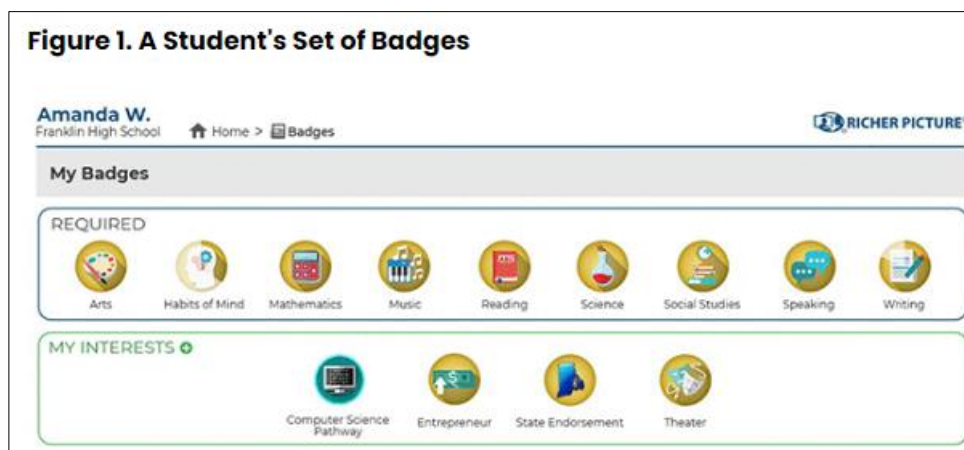 Figure 1. A Student's Set of Badges
Amanda W.
Franklin High School Home > Badges
RICHER PICTURE
My Badges
REQUIRED
Arts Habits of Mind Mathematics Music Reading Science Social Studies Speaking Writing
MY INTERESTS
Computer Science Pathway Entrepreneur State Endorsement Theater